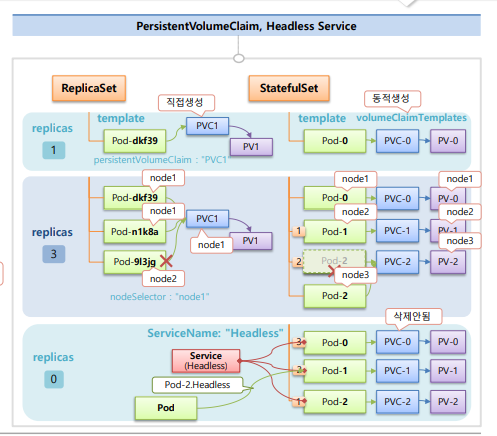 PersistentVolumeClaim, Headless Service
ReplicaSet
StatefulSet
직접생성
동적생성
template
template
volumeClaimTemplates
replicas
1
Pod-dkf39
PVC1
PV1
persistentVolumeClaim : "PVC1"
Pod-0
PVC-0
PV-0
node1
node1
node1
Pod-dkf39
Pod-0
PVC-0
PV-0
node1
node2
node2
replicas
3
Pod-n1k8a
PVC1
PV1
node1
1
Pod-1
PVC-1
PV-1
node3
Pod-9l3jg
2
Pod-2
PVC-2
PV-2
node2
node3
nodeSelector : "node1"
Pod-2
삭제안됨
ServiceName: "Headless"
replicas
0
Service
(Headless)
3
Pod-0
PVC-0
PV-0
Pod-2.Headless
2
Pod-1
PVC-1
PV-1
Pod
1
Pod-2
PVC-2
PV-2